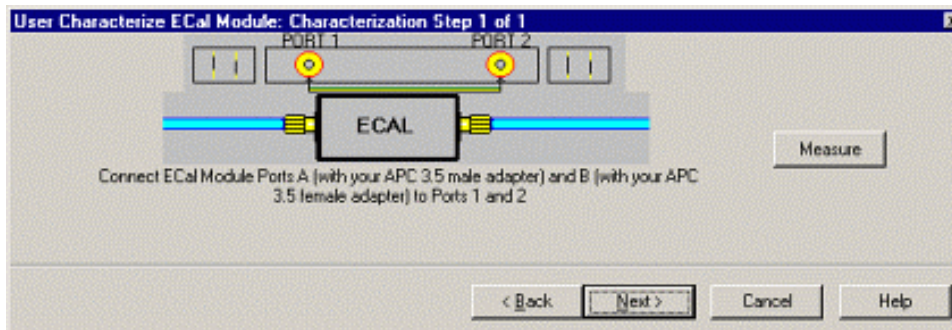 User Characterize ECal Module: Characterization Step 1 of 1
PORT 1 PORT 2
ECAL
Measure
Connect ECal Module Ports A (with your APC 3.5 male adapter) and B (with your APC
3.5 female adapter) to Ports 1 and 2
< Back Next > Cancel Help